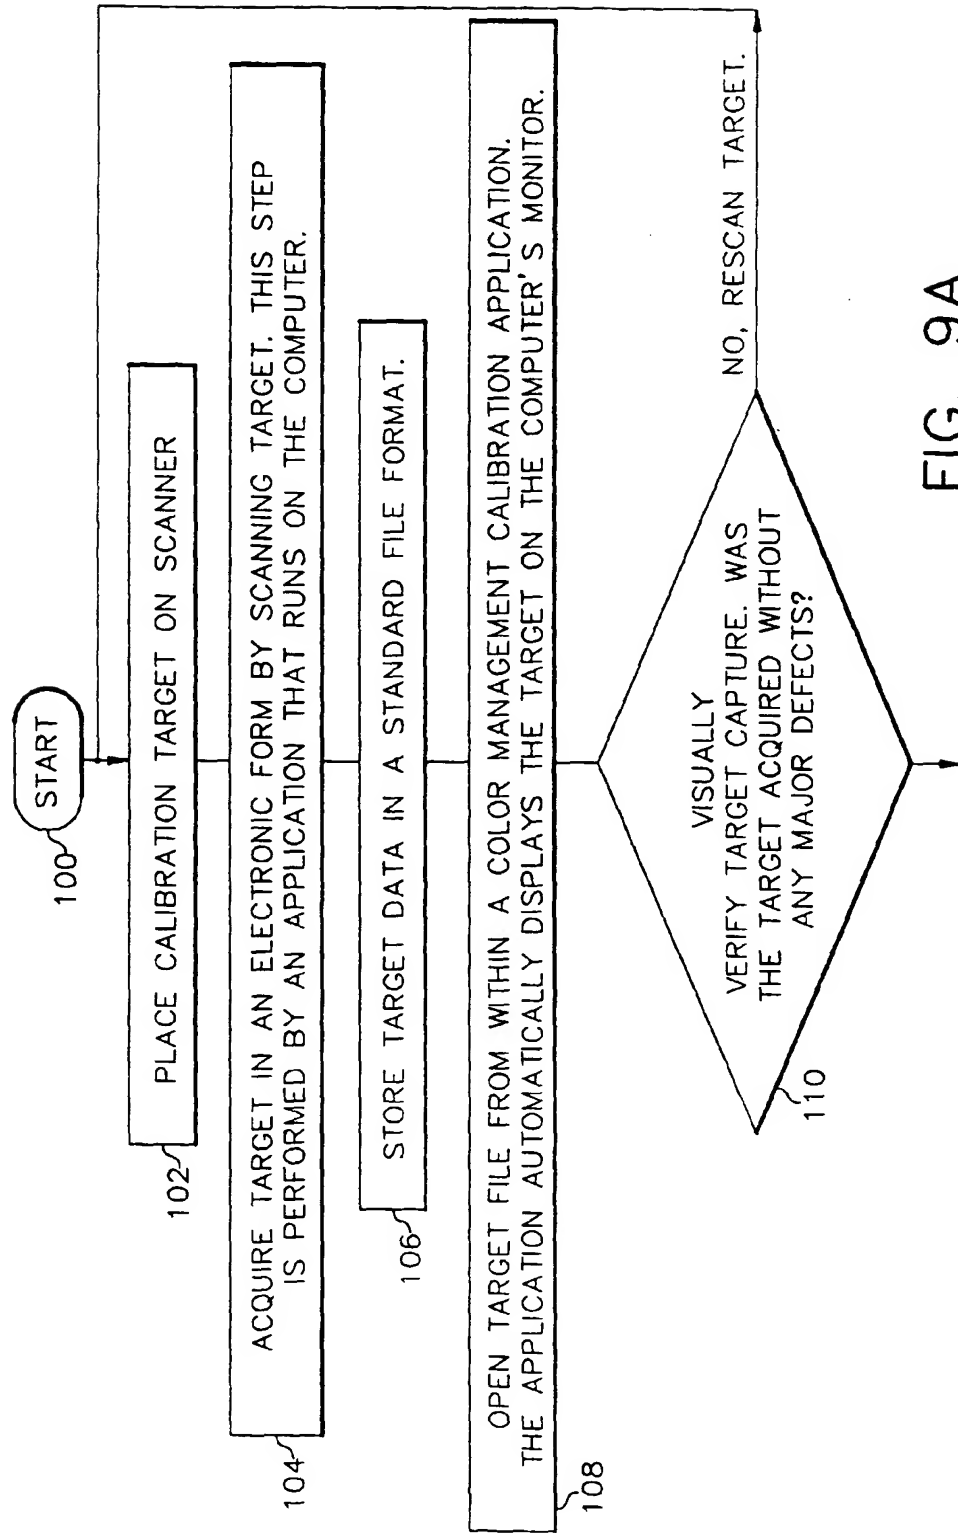 START
100
PLACE CALIBRATION TARGET ON SCANNER
102
ACQUIRE TARGET IN AN ELECTRONIC FORM BY SCANNING TARGET. THIS STEP
IS PERFORMED BY AN APPLICATION THAT RUNS ON THE COMPUTER.
104
STORE TARGET DATA IN A STANDARD FILE FORMAT.
106
OPEN TARGET FILE FROM WITHIN A COLOR MANAGEMENT CALIBRATION APPLICATION.
THE APPLICATION AUTOMATICALLY DISPLAYS THE TARGET ON THE COMPUTER'S MONITOR.
108
VISUALLY
VERIFY TARGET CAPTURE. WAS
THE TARGET ACQUIRED WITHOUT
ANY MAJOR DEFECTS?
110
NO, RESCAN TARGET.
FIG. 9A